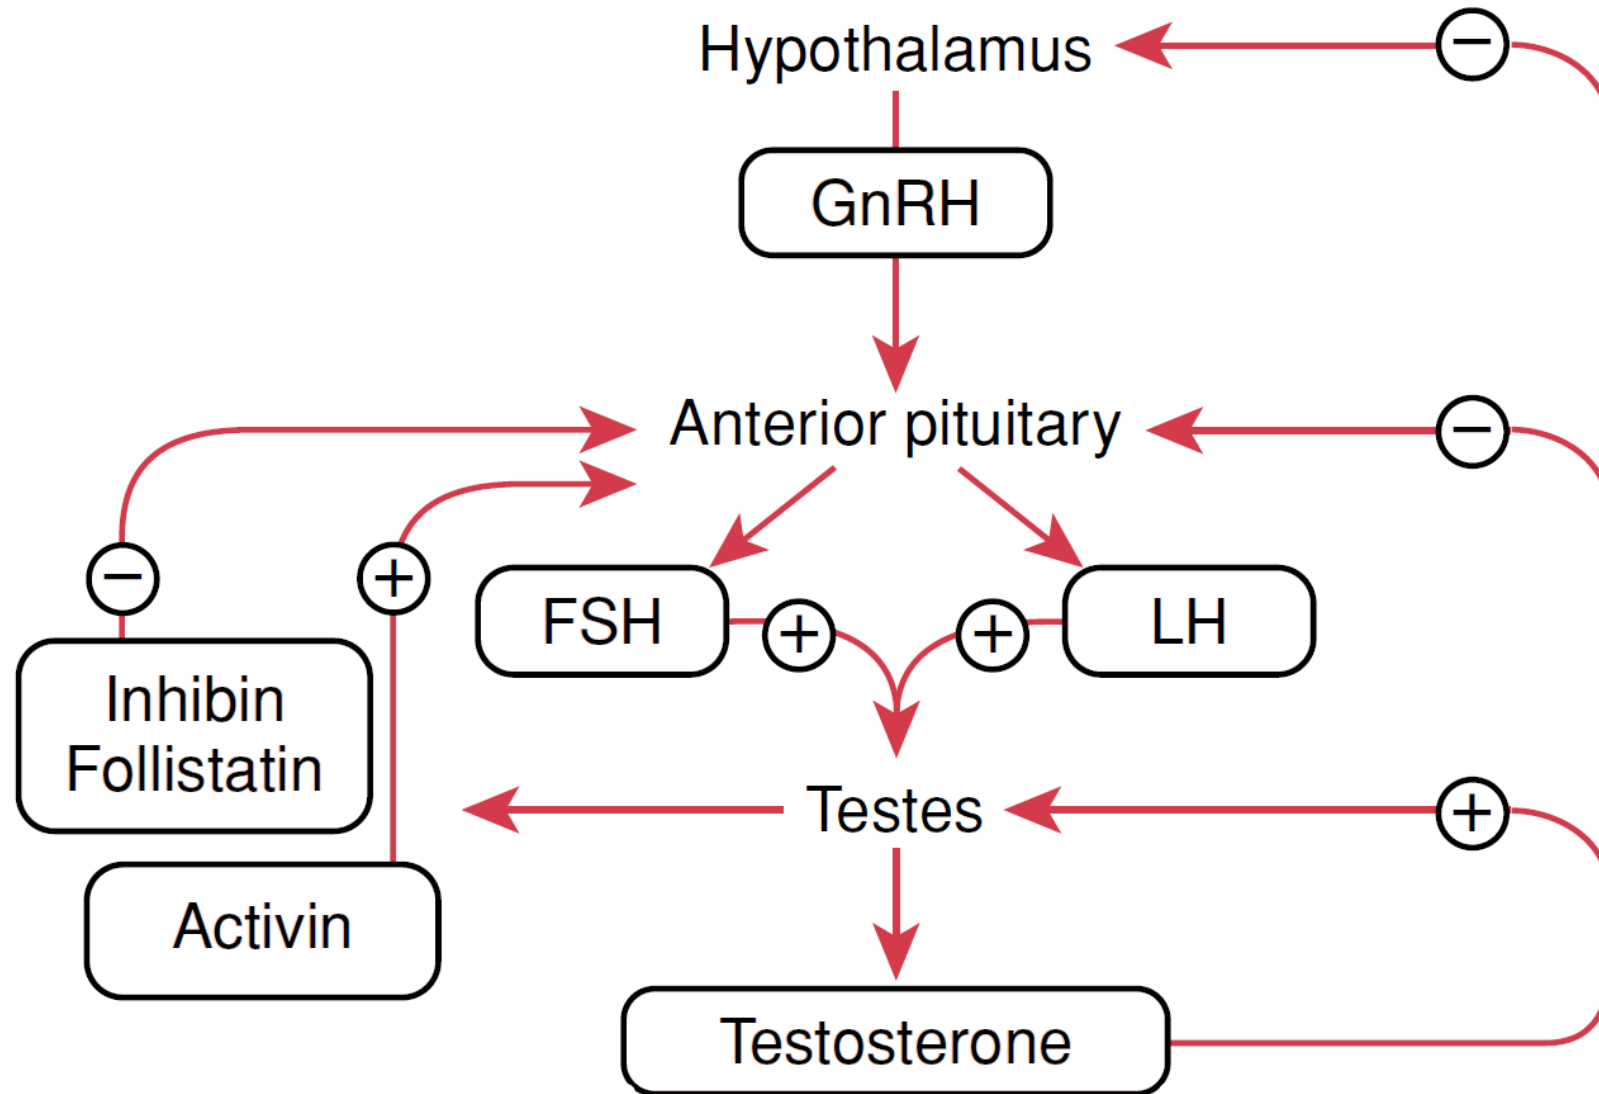 Hypothalamus
−
GnRH
Anterior pituitary
−
−
+
FSH
+
+
LH
Inhibin
Follistatin
Testes
+
Activin
Testosterone